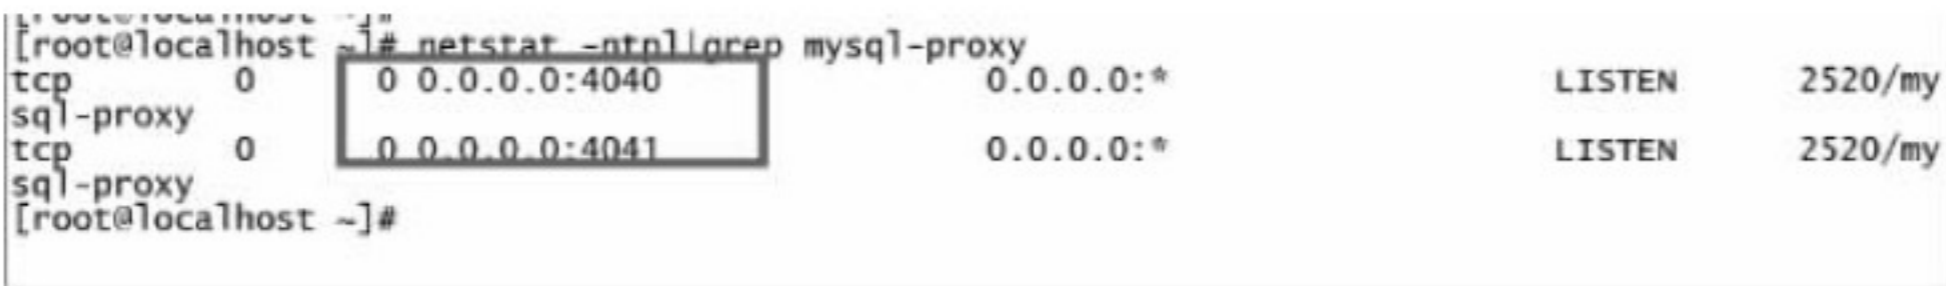 [root@localhost ~]#
[root@localhost ~]# netstat -ntpl|grep mysql-proxy
tcp        0      0 0.0.0.0:4040                0.0.0.0:*                   LISTEN      2520/my
sql-proxy
tcp        0      0 0.0.0.0:4041                0.0.0.0:*                   LISTEN      2520/my
sql-proxy
[root@localhost ~]#